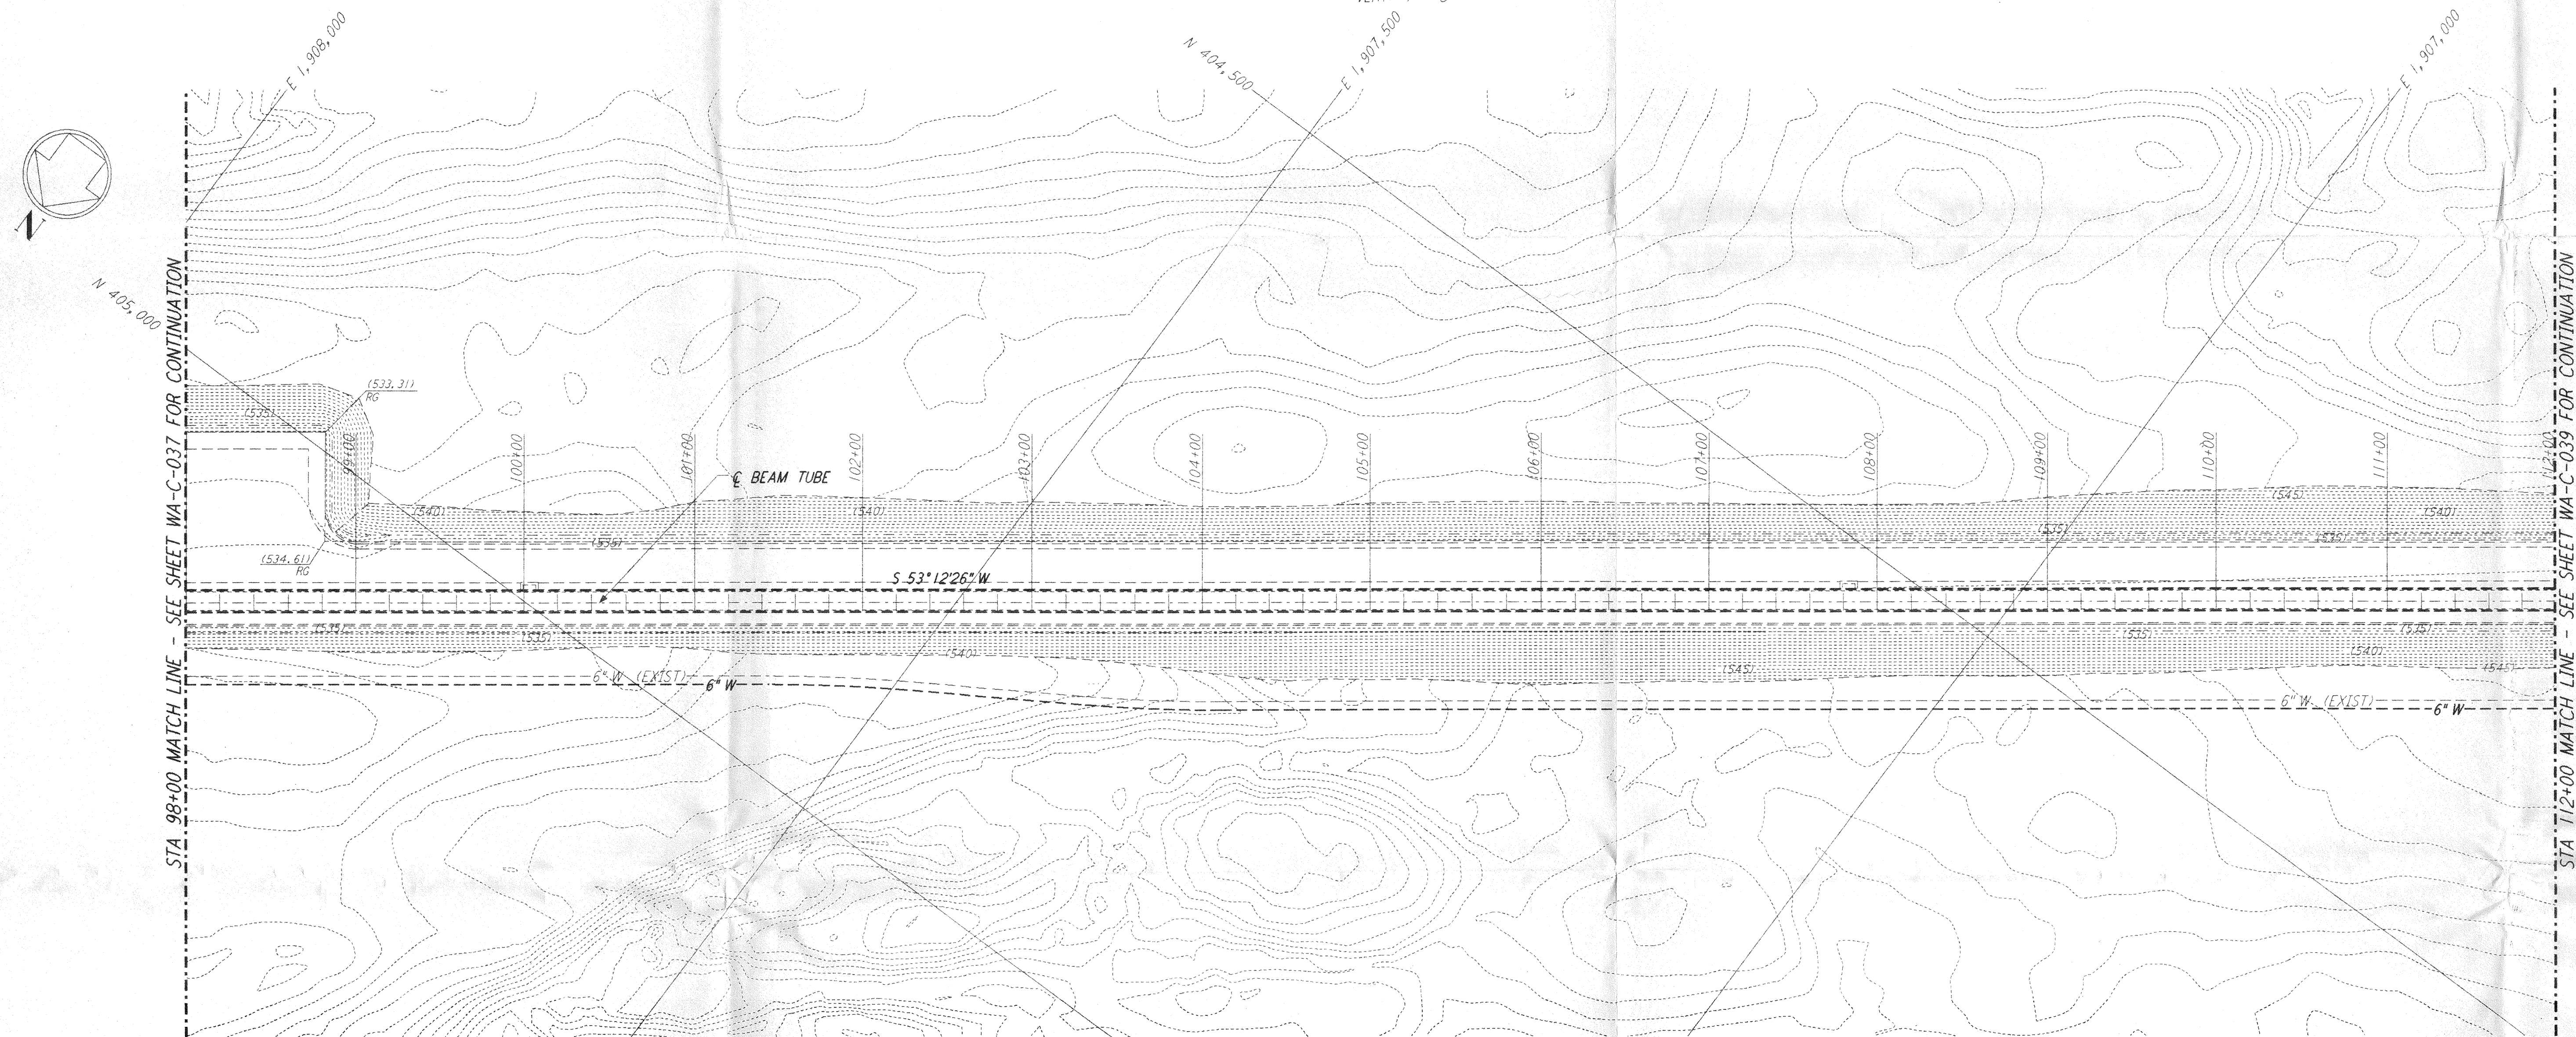 E 1,908,000
N 404,500
E 1,907,500
E 1,907,000
N
N 405,000
STA 98+00 MATCH LINE - SEE SHEET WA-C-037 FOR CONTINUATION
(533.31)
RG
(535)
99+00
100+00
101+00
102+00
103+00
104+00
105+00
106+00
107+00
108+00
109+00
110+00
111+00
112+00
℄ BEAM TUBE
(540)
(540)
(545)
(540)
(535)
(535)
(535)
(534.61)
RG
S 53°12'26" W
(535)
(535)
(540)
(545)
(535)
(535)
(540)
(545)
6" W (EXIST)
6" W
6" W (EXIST)
6" W
STA 112+00 MATCH LINE - SEE SHEET WA-C-039 FOR CONTINUATION